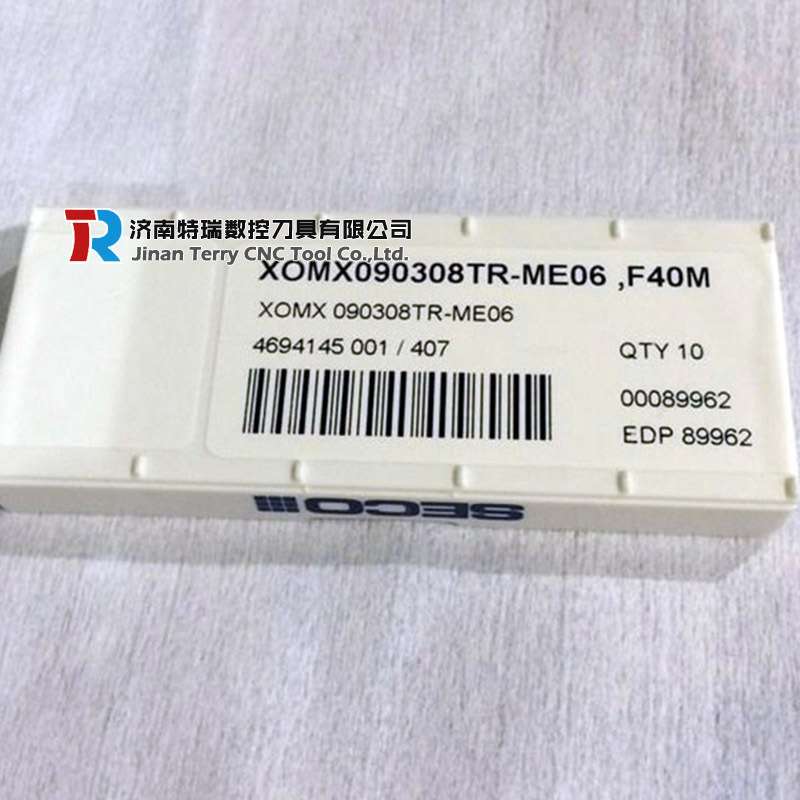 济南特瑞数控刀具有限公司
Jinan Terry CNC Tool Co.,Ltd.
XOMX090308TR-ME06 ,F40M
XOMX 090308TR-ME06
4694145 001 / 407
QTY 10
00089962
EDP 89962
SECO